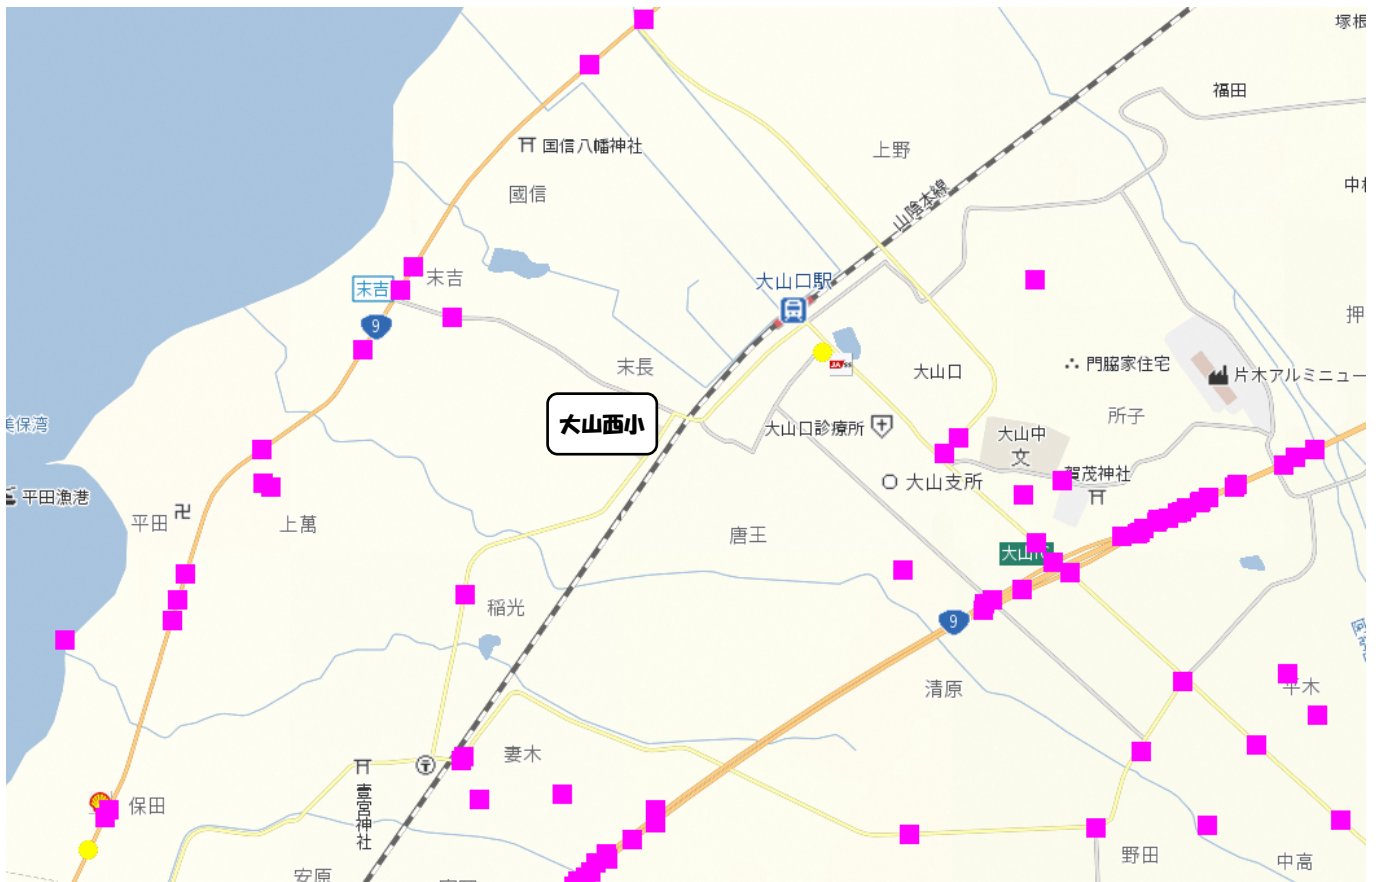 塚根
福田
国信八幡神社
上野
國信
中村
山陰本線
末吉
大山口駅
末吉
9
押
末長
JA-SS
大山口
門脇家住宅
片木アルミニュー
大山西小
大山口診療所
所子
美保湾
大山中
文
賀茂神社
大山支所
平田漁港
平田
上萬
唐王
大山IC
稲光
9
清原
平木
妻木
壹宮神社
保田
野田
中高
安原